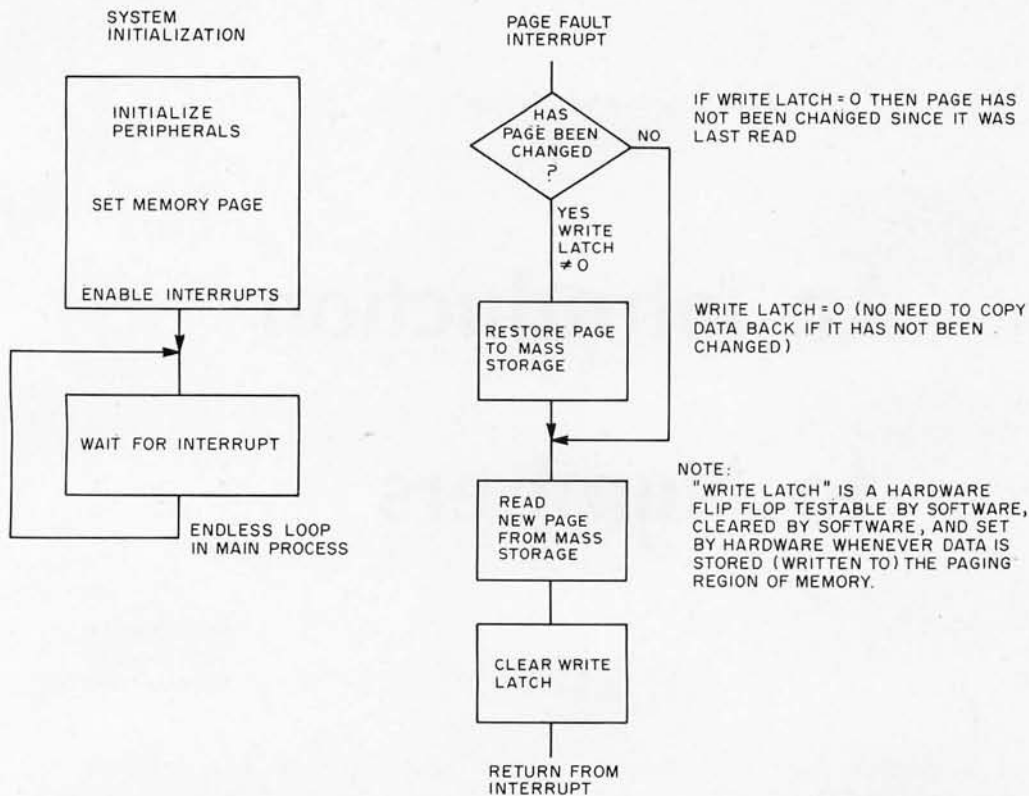 SYSTEM
INITIALIZATION
INITIALIZE
PERIPHERALS
SET MEMORY PAGE
ENABLE INTERRUPTS
WAIT FOR INTERRUPT
ENDLESS LOOP
IN MAIN PROCESS
PAGE FAULT
INTERRUPT
HAS
PAGE BEEN
CHANGED
?
NO
YES
WRITE
LATCH
≠ 0
RESTORE PAGE
TO MASS
STORAGE
READ
NEW PAGE
FROM MASS
STORAGE
CLEAR WRITE
LATCH
RETURN FROM
INTERRUPT
IF WRITE LATCH = 0 THEN PAGE HAS
NOT BEEN CHANGED SINCE IT WAS
LAST READ
WRITE LATCH = 0 (NO NEED TO COPY
DATA BACK IF IT HAS NOT BEEN
CHANGED)
NOTE:
"WRITE LATCH" IS A HARDWARE
FLIP FLOP TESTABLE BY SOFTWARE,
CLEARED BY SOFTWARE, AND SET
BY HARDWARE WHENEVER DATA IS
STORED (WRITTEN TO) THE PAGING
REGION OF MEMORY.